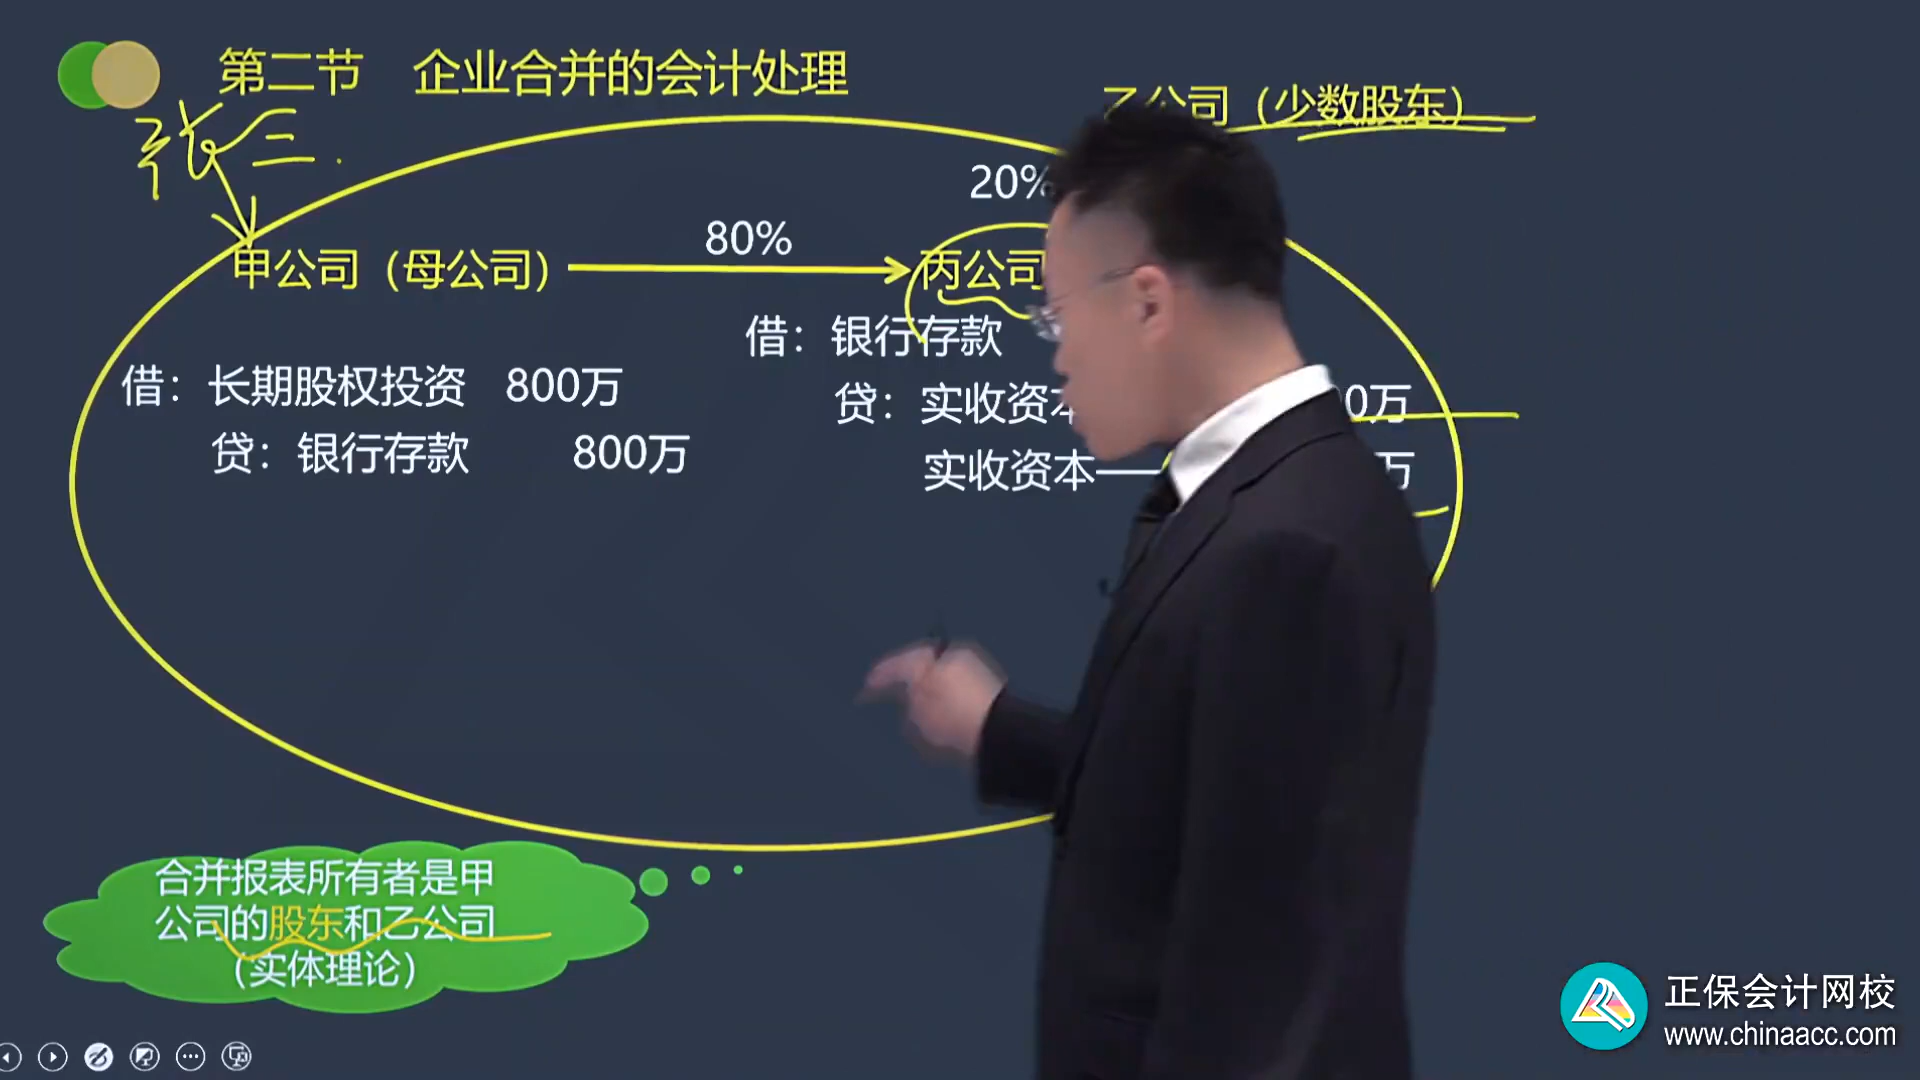 第二节 企业合并的会计处理
乙公司（少数股东）
张三
20%
80%
甲公司（母公司）
丙公司
借：银行存款
借：长期股权投资 800万
贷：实收资本 0万
贷：银行存款 800万
实收资本—— 万
合并报表所有者是甲
公司的股东和乙公司
（实体理论）
正保会计网校
www.chinaacc.com